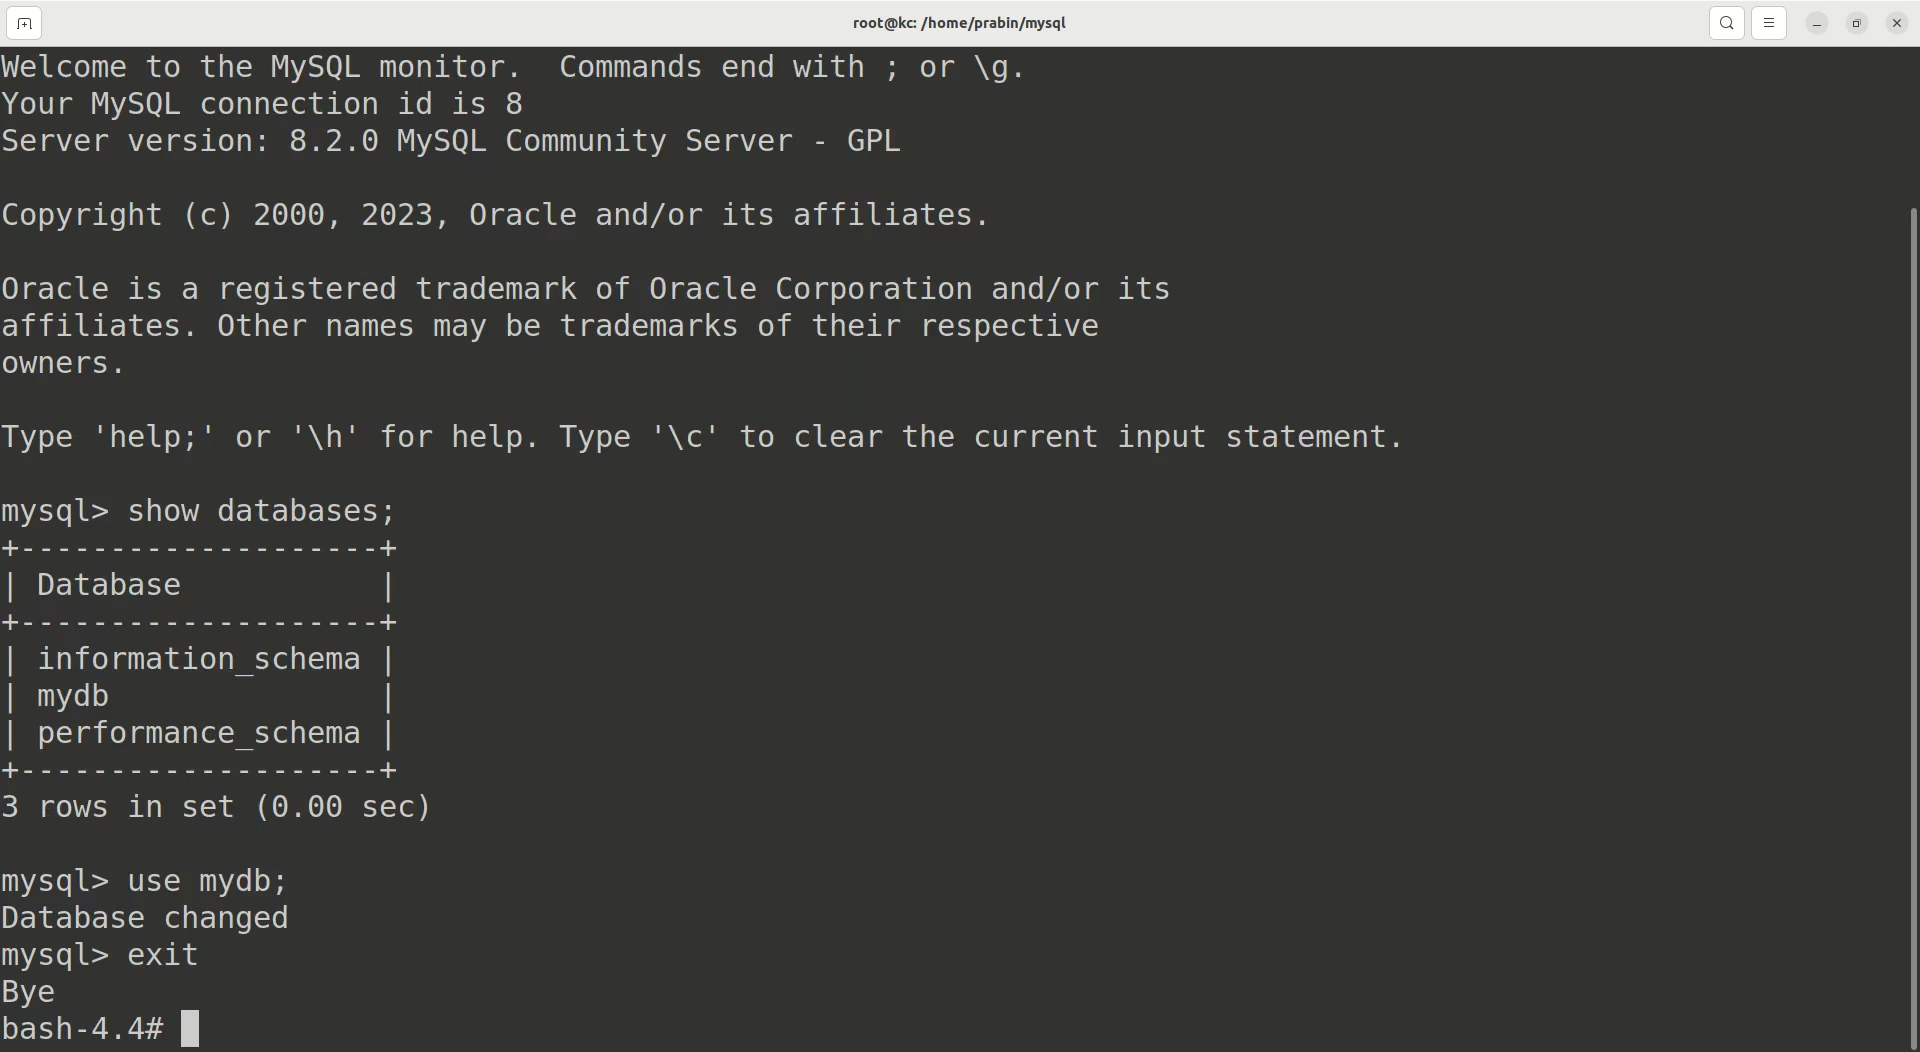 root@kc: /home/prabin/mysql
Welcome to the MySQL monitor.  Commands end with ; or \g.
Your MySQL connection id is 8
Server version: 8.2.0 MySQL Community Server - GPL

Copyright (c) 2000, 2023, Oracle and/or its affiliates.

Oracle is a registered trademark of Oracle Corporation and/or its
affiliates. Other names may be trademarks of their respective
owners.

Type 'help;' or '\h' for help. Type '\c' to clear the current input statement.

mysql> show databases;
+--------------------+
| Database           |
+--------------------+
| information_schema |
| mydb               |
| performance_schema |
+--------------------+
3 rows in set (0.00 sec)

mysql> use mydb;
Database changed
mysql> exit
Bye
bash-4.4#